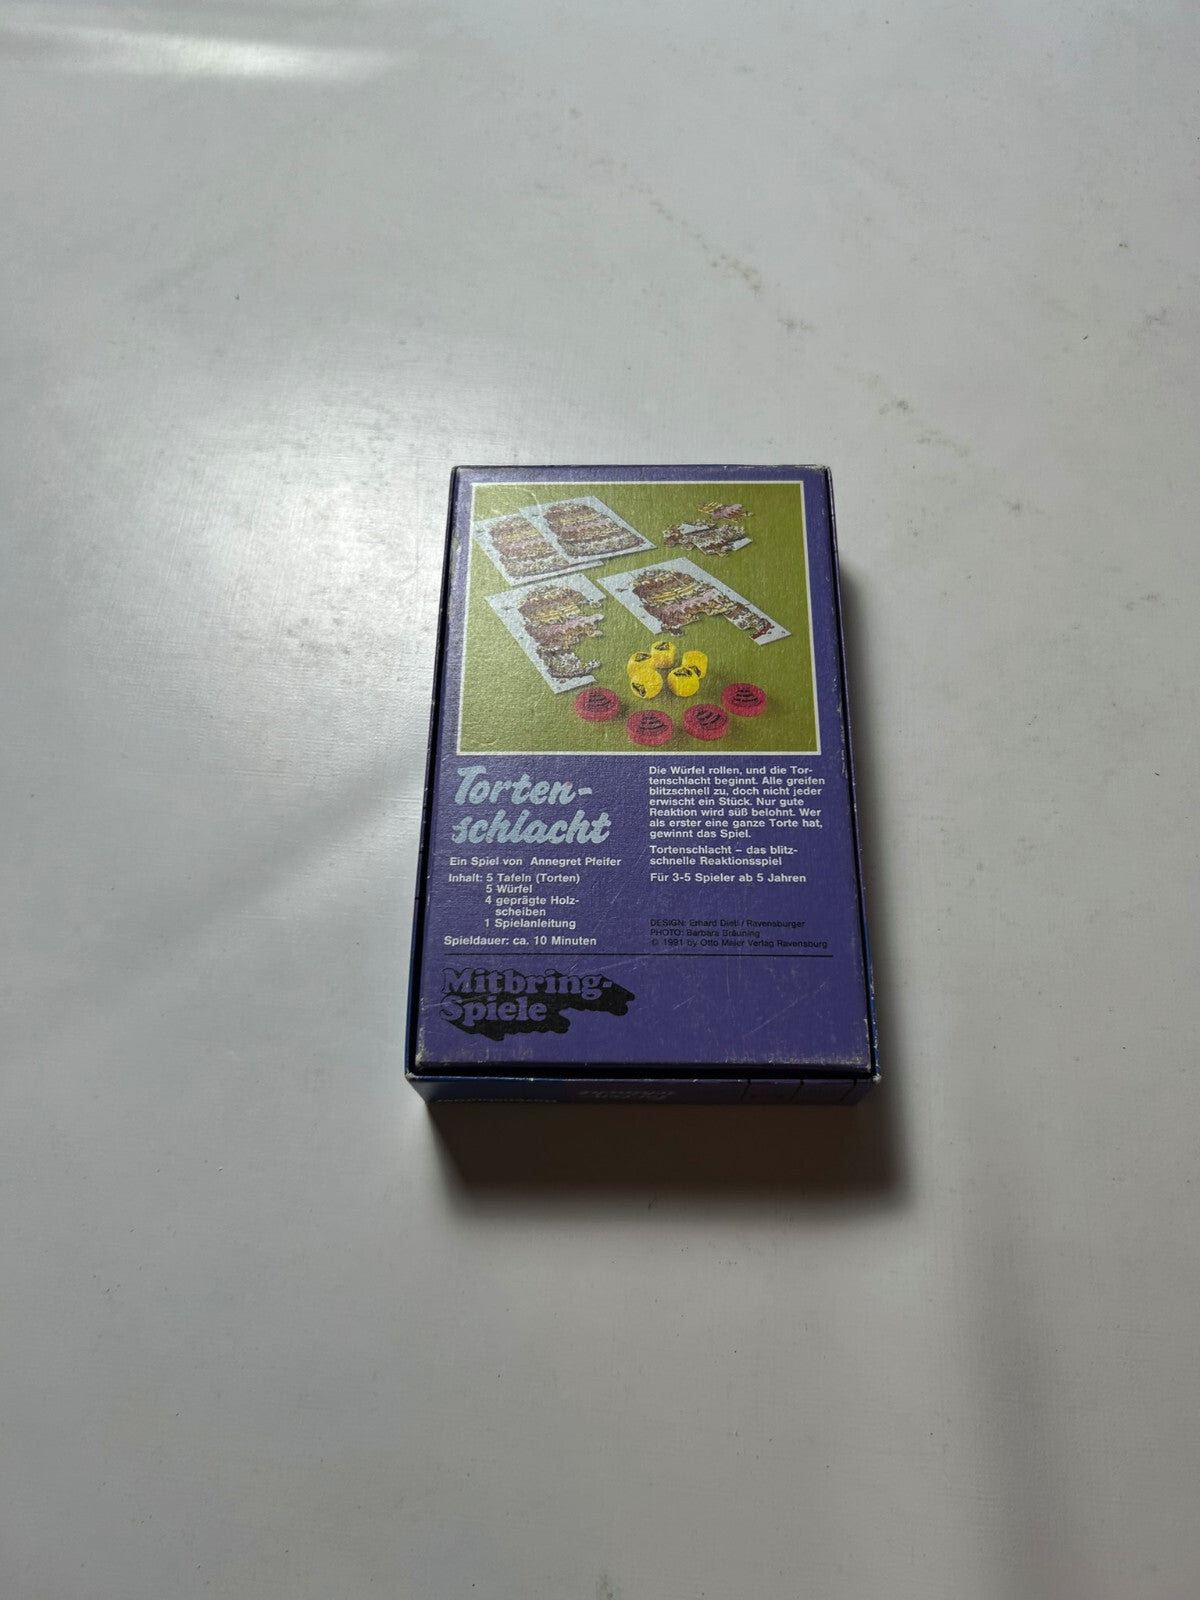 Torten-
schlacht
Ein Spiel von Annegret Pfeifer
Inhalt: 5 Tafeln (Torten)
5 Würfel
4 geprägte Holz-
scheiben
1 Spielanleitung
Spieldauer: ca. 10 Minuten
Die Würfel rollen, und die Tor-
tenschlacht beginnt. Alle greifen
blitzschnell zu, doch nicht jeder
erwischt ein Stück. Nur gute
Reaktion wird süß belohnt. Wer
als erster eine ganze Torte hat,
gewinnt das Spiel.
Tortenschlacht – das blitz-
schnelle Reaktionsspiel
Für 3-5 Spieler ab 5 Jahren
DESIGN: Erhard Dietl / Ravensburger
PHOTO: Barbara Bräuning
© 1991 by Otto Maier Verlag Ravensburg
Mitbring-
Spiele